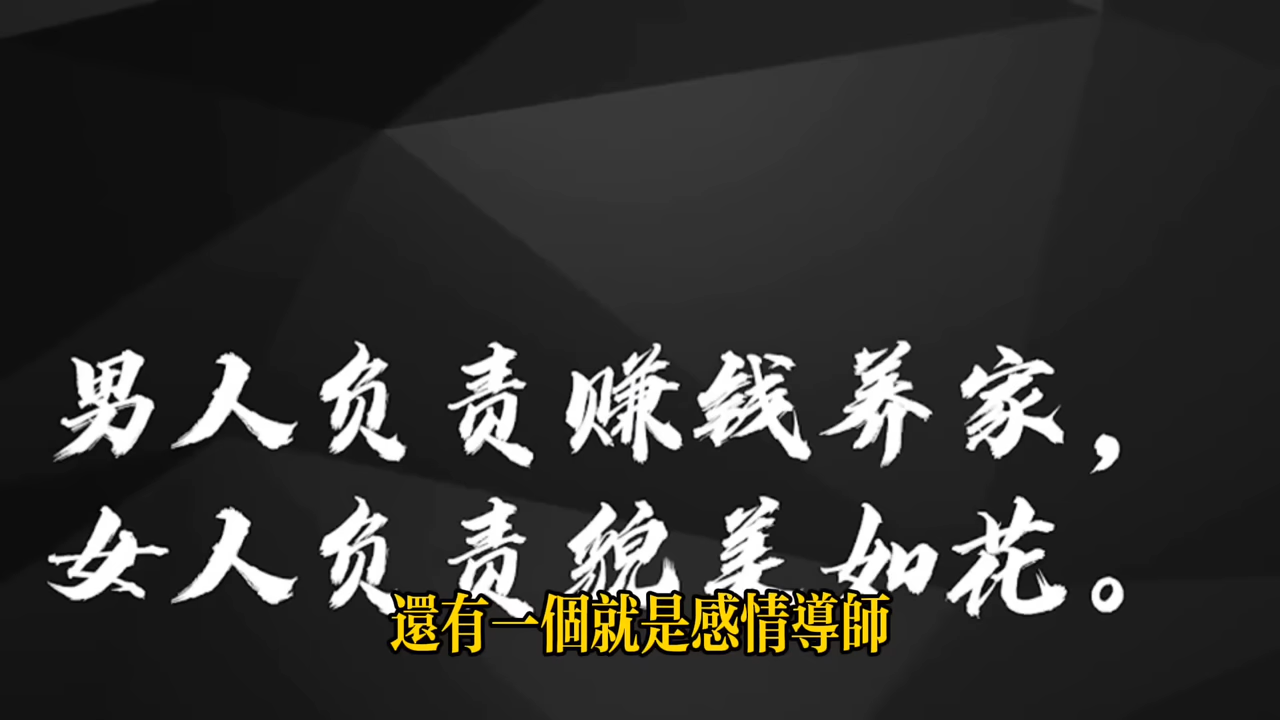 男人负责赚钱养家，
女人负责貌美如花。
還有一個就是感情導師